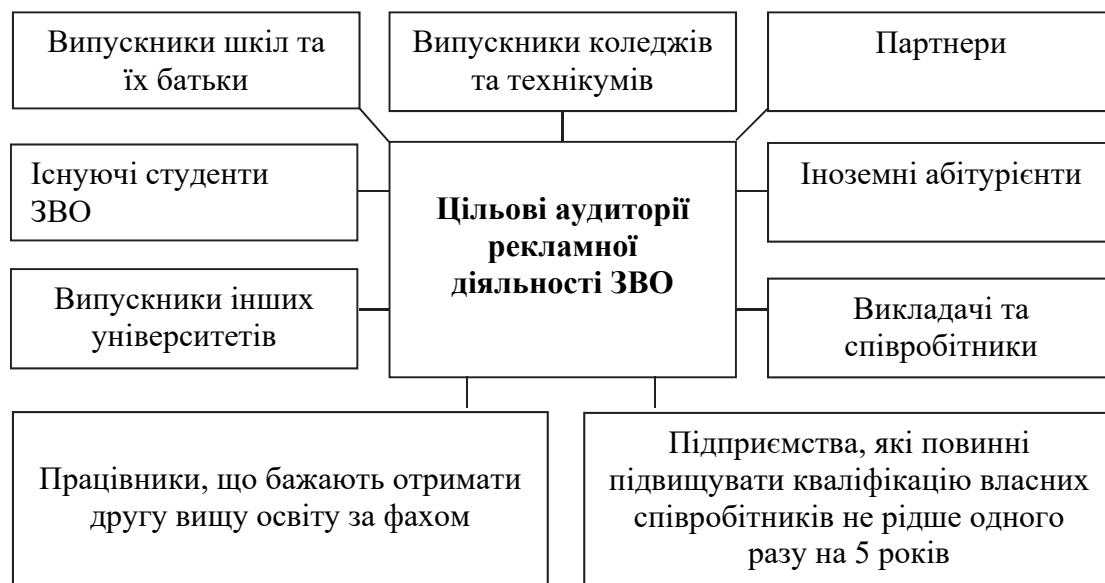 Випускники шкіл та
їх батьки
Випускники коледжів
та технікумів
Партнери
Існуючі студенти
ЗВО
Цільові аудиторії
рекламної
діяльності ЗВО
Іноземні абітурієнти
Випускники інших
університетів
Викладачі та
співробітники
Працівники, що бажають отримати
другу вищу освіту за фахом
Підприємства, які повинні
підвищувати кваліфікацію власних
співробітників не рідше одного
разу на 5 років